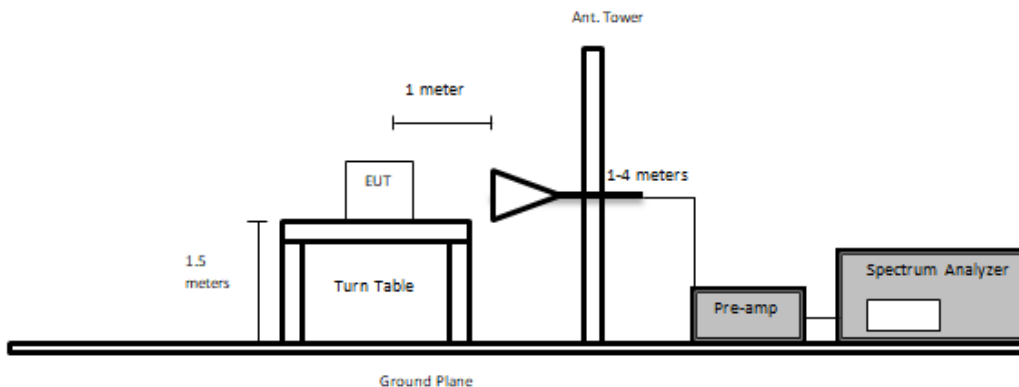 Ant. Tower
1 meter
EUT
1-4 meters
1.5
meters
Turn Table
Spectrum Analyzer
Pre-amp
Ground Plane